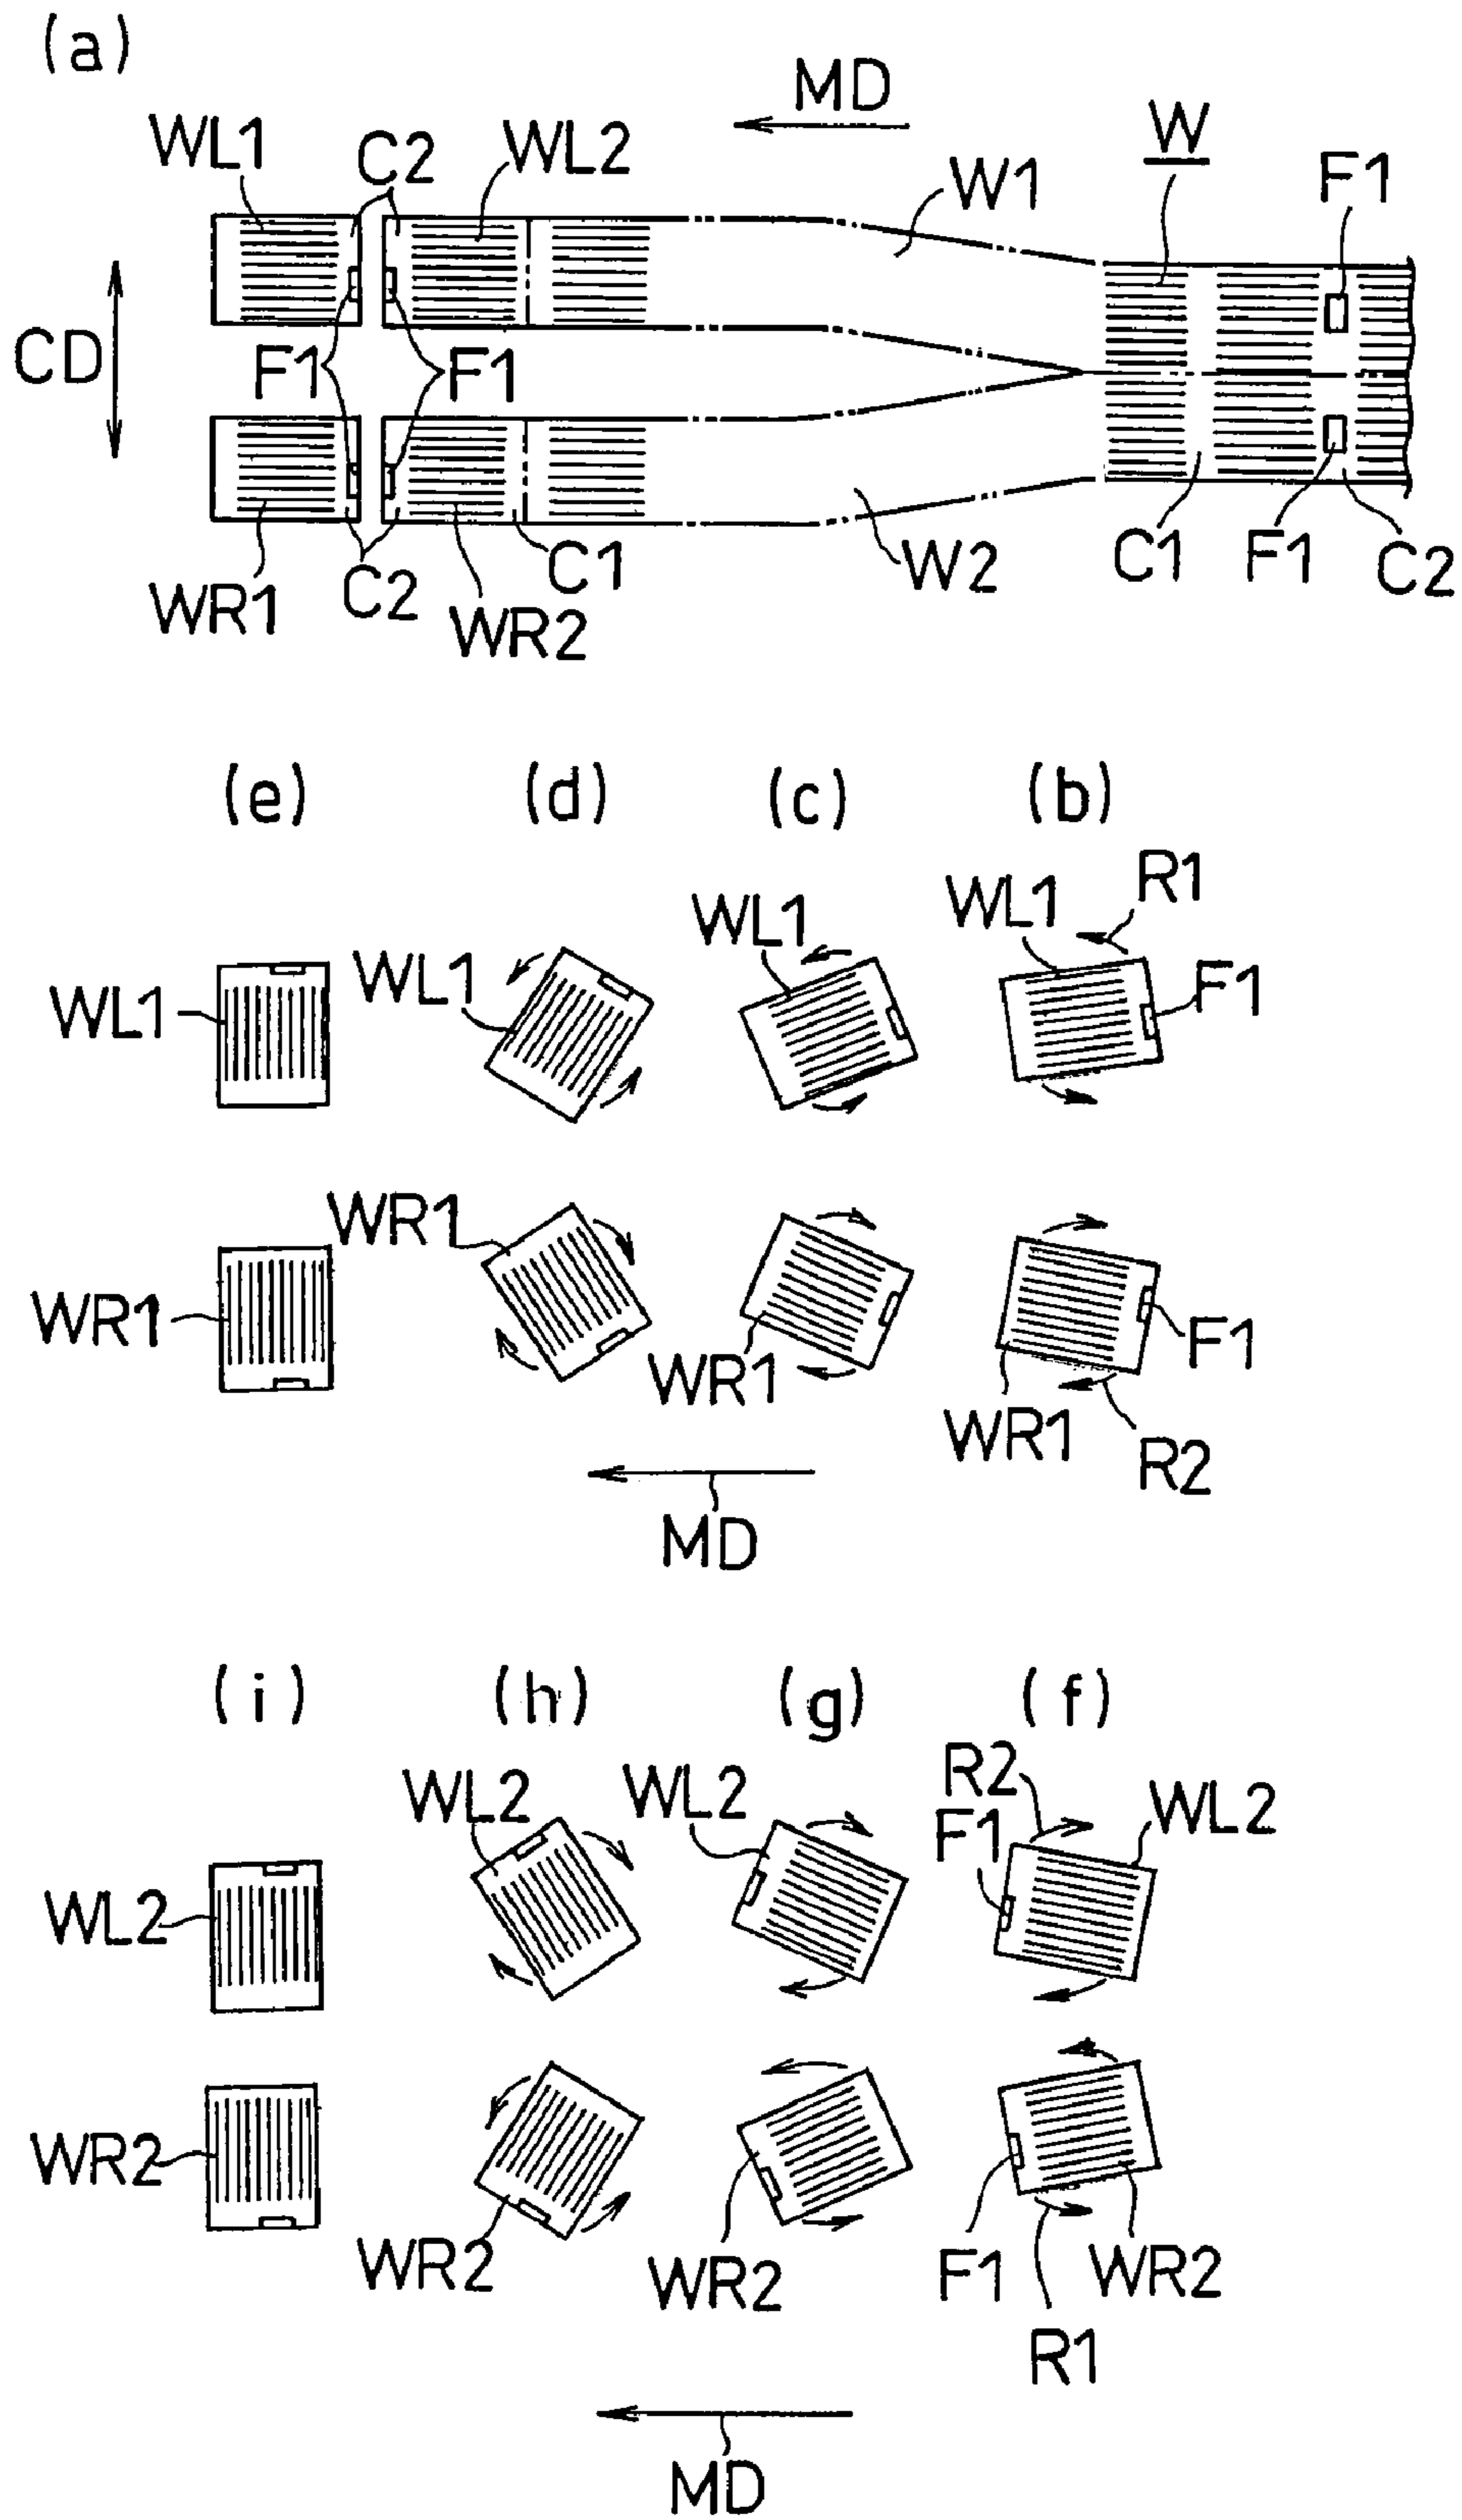 (a)
MD
W
WL1
C2
WL2
W1
F1
CD
F1
F1
WR1
C2
WR2
C1
W2
C1
F1
C2
(e)
(d)
(c)
(b)
WL1
WL1
WL1
WL1
R1
F1
WR1
WR1
WR1
WR1
F1
R2
MD
(i)
(h)
(g)
(f)
WL2
WL2
WL2
R2
F1
WL2
WR2
WR2
WR2
F1
WR2
R1
MD